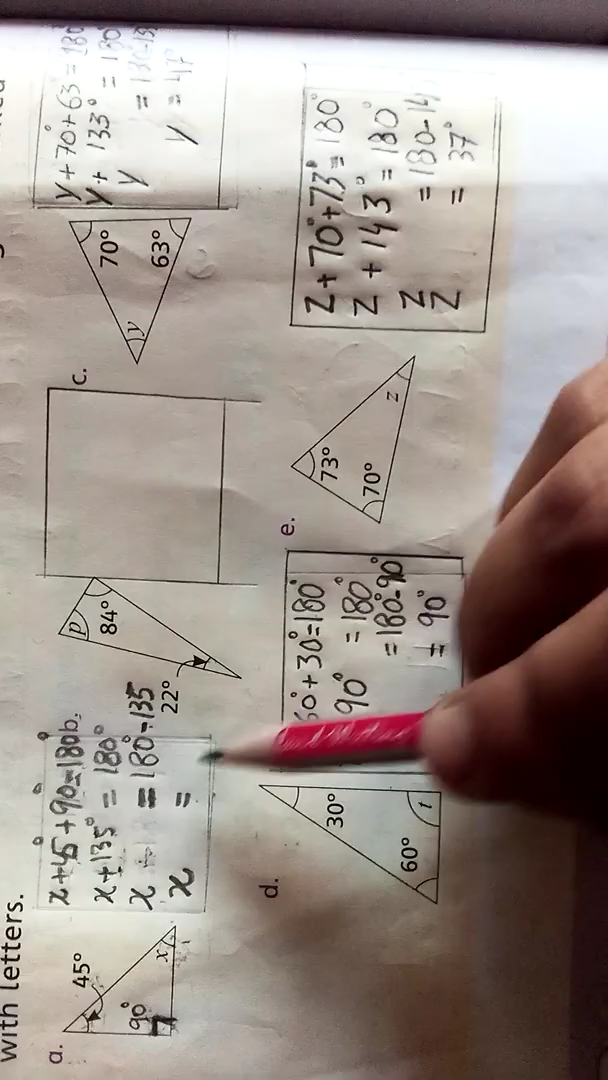 with letters.
a.
45°
90°
x
x+45°+90°=180°
x+135° = 180°
x = 180°-135
x =
b.
p
84°
22°
c.
70°
63°
y
y+70°+63°=180
y+ 133° = 180°
y
y = 47°
d.
30°
60°
t
60°+30°=180°
90° = 180°
=180°-90°
= 90°
e.
73°
70°
z
Z+70°+73°=180°
Z+143°=180°
Z =180-14
Z = 37°